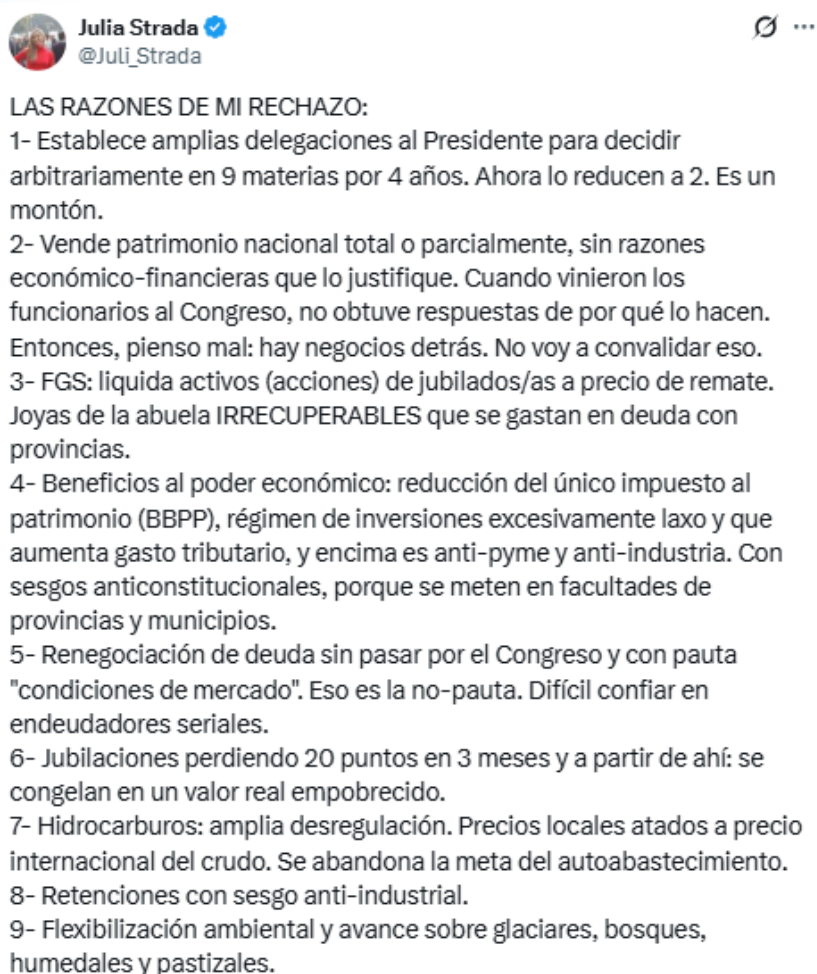 Julia Strada
@Juli_Strada
LAS RAZONES DE MI RECHAZO:
1- Establece amplias delegaciones al Presidente para decidir
arbitrariamente en 9 materias por 4 años. Ahora lo reducen a 2. Es un
montón.
2- Vende patrimonio nacional total o parcialmente, sin razones
económico-financieras que lo justifique. Cuando vinieron los
funcionarios al Congreso, no obtuve respuestas de por qué lo hacen.
Entonces, pienso mal: hay negocios detrás. No voy a convalidar eso.
3- FGS: liquida activos (acciones) de jubilados/as a precio de remate.
Joyas de la abuela IRRECUPERABLES que se gastan en deuda con
provincias.
4- Beneficios al poder económico: reducción del único impuesto al
patrimonio (BBPP), régimen de inversiones excesivamente laxo y que
aumenta gasto tributario, y encima es anti-pyme y anti-industria. Con
sesgos anticonstitucionales, porque se meten en facultades de
provincias y municipios.
5- Renegociación de deuda sin pasar por el Congreso y con pauta
"condiciones de mercado". Eso es la no-pauta. Difícil confiar en
endeudadores seriales.
6- Jubilaciones perdiendo 20 puntos en 3 meses y a partir de ahí: se
congelan en un valor real empobrecido.
7- Hidrocarburos: amplia desregulación. Precios locales atados a precio
internacional del crudo. Se abandona la meta del autoabastecimiento.
8- Retenciones con sesgo anti-industrial.
9- Flexibilización ambiental y avance sobre glaciares, bosques,
humedales y pastizales.